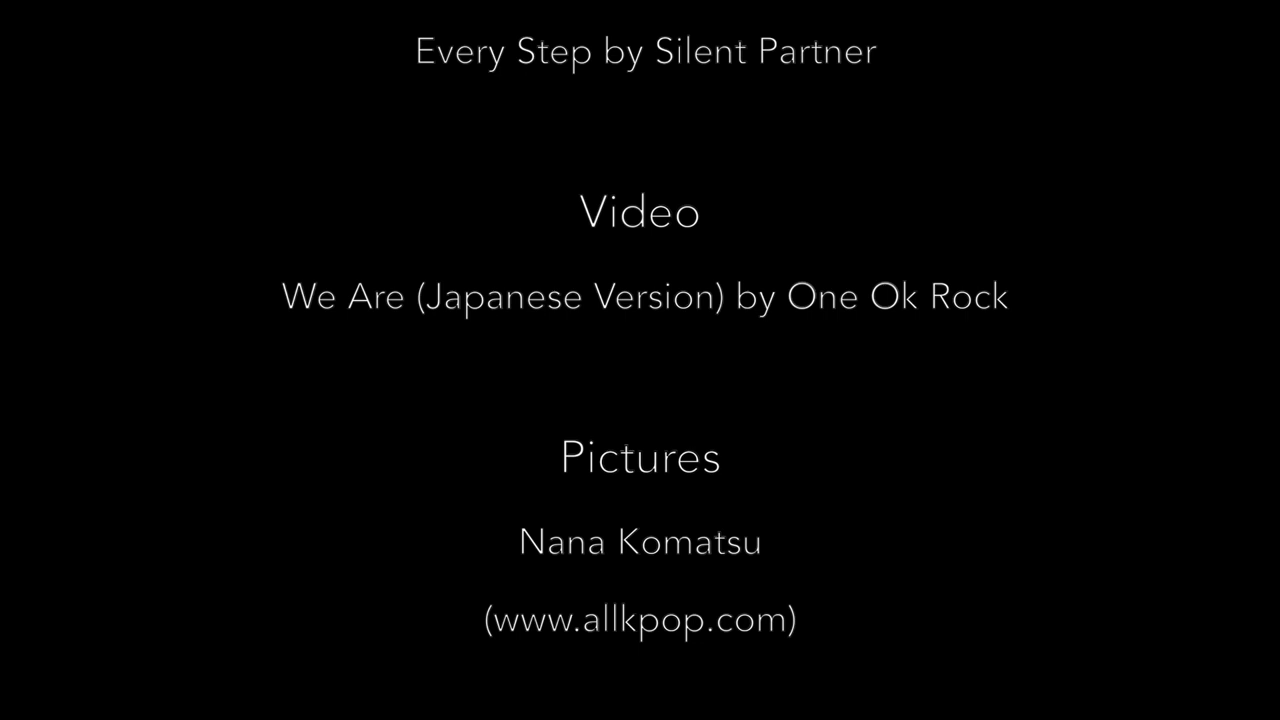 Every Step by Silent Partner
Video
We Are (Japanese Version) by One Ok Rock
Pictures
Nana Komatsu
(www.allkpop.com)